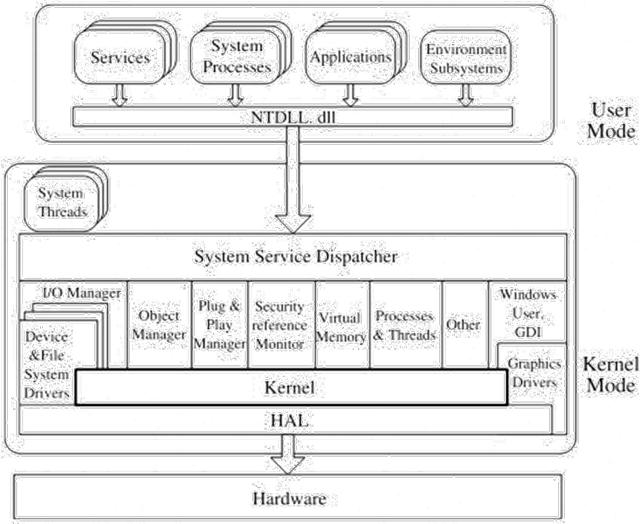 Services
System
Processes
Applications
Environment
Subsystems
NTDLL. dll
User
Mode
System
Threads
System Service Dispatcher
I/O Manager
Device
&File
System
Drivers
Object
Manager
Plug &
Play
Manager
Security
reference
Monitor
Virtual
Memory
Processes
& Threads
Other
Windows
User,
GDI
Graphics
Drivers
Kernel
Kernel
Mode
HAL
Hardware